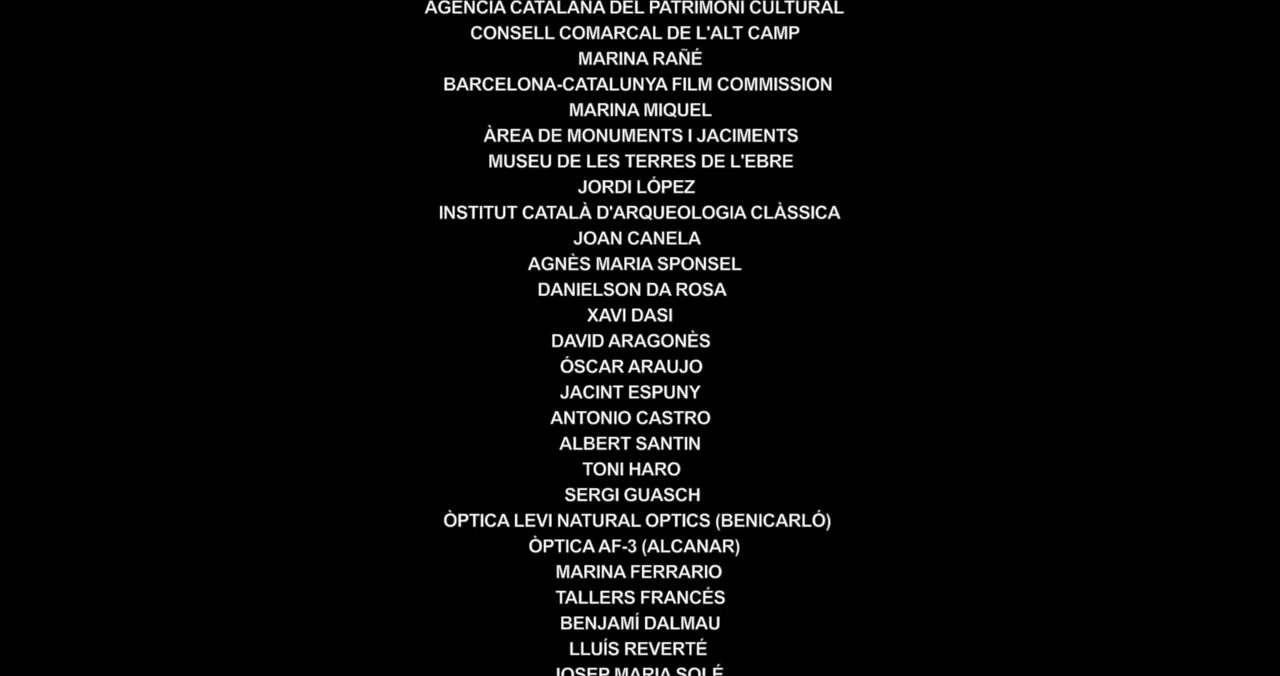 AGÈNCIA CATALANA DEL PATRIMONI CULTURAL
CONSELL COMARCAL DE L'ALT CAMP
MARINA RAÑÉ
BARCELONA-CATALUNYA FILM COMMISSION
MARINA MIQUEL
ÀREA DE MONUMENTS I JACIMENTS
MUSEU DE LES TERRES DE L'EBRE
JORDI LÓPEZ
INSTITUT CATALÀ D'ARQUEOLOGIA CLÀSSICA
JOAN CANELA
AGNÈS MARIA SPONSEL
DANIELSON DA ROSA
XAVI DASI
DAVID ARAGONÈS
ÓSCAR ARAUJO
JACINT ESPUNY
ANTONIO CASTRO
ALBERT SANTIN
TONI HARO
SERGI GUASCH
ÒPTICA LEVI NATURAL OPTICS (BENICARLÓ)
ÒPTICA AF-3 (ALCANAR)
MARINA FERRARIO
TALLERS FRANCÉS
BENJAMÍ DALMAU
LLUÍS REVERTÉ
JOSEP MARIA SOLÉ